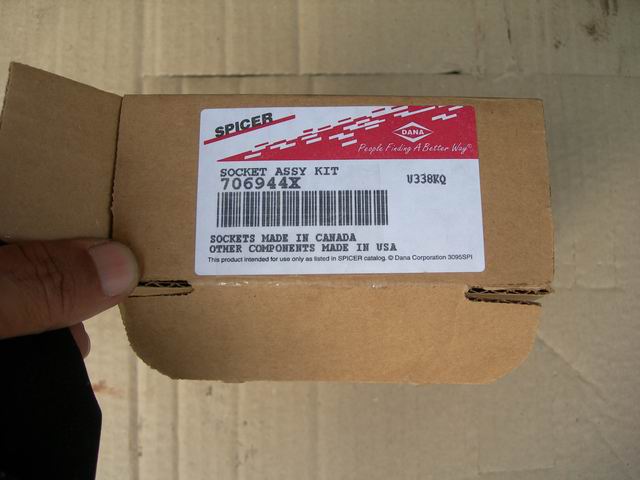 SPICER
DANA
People Finding A Better Way®
SOCKET ASSY KIT
706944X
V338KQ
SOCKETS MADE IN CANADA
OTHER COMPONENTS MADE IN USA
This product intended for use only as listed in SPICER catalog. © Dana Corporation 3095SPI